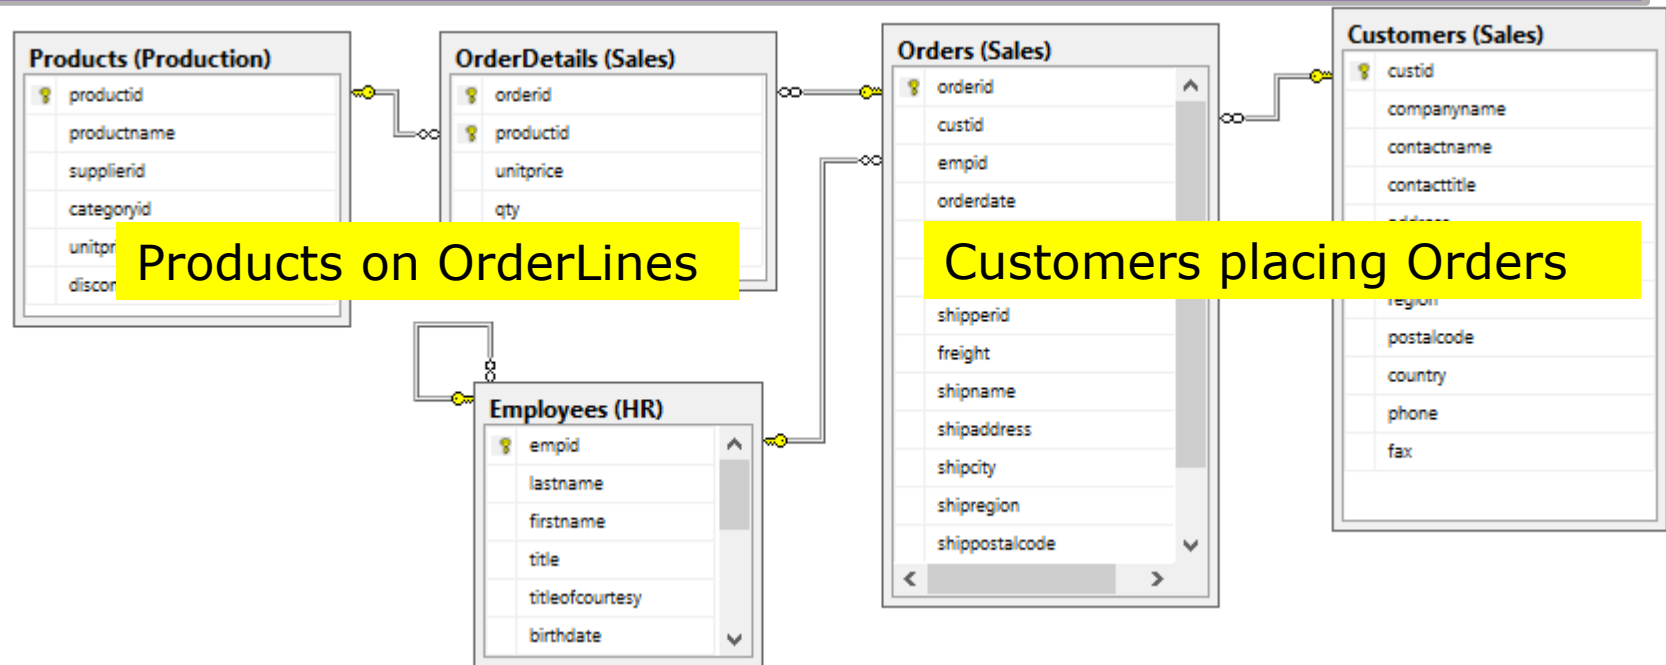 Products (Production)
productid
productname
supplierid
categoryid
OrderDetails (Sales)
orderid
productid
unitprice
qty
Products on OrderLines
Orders (Sales)
orderid
custid
empid
orderdate
shipperid
freight
shipname
shipaddress
shipcity
shipregion
shippostalcode
Customers (Sales)
custid
companyname
contactname
contacttitle
region
postalcode
country
phone
fax
Customers placing Orders
Employees (HR)
empid
lastname
firstname
title
titleofcourtesy
birthdate